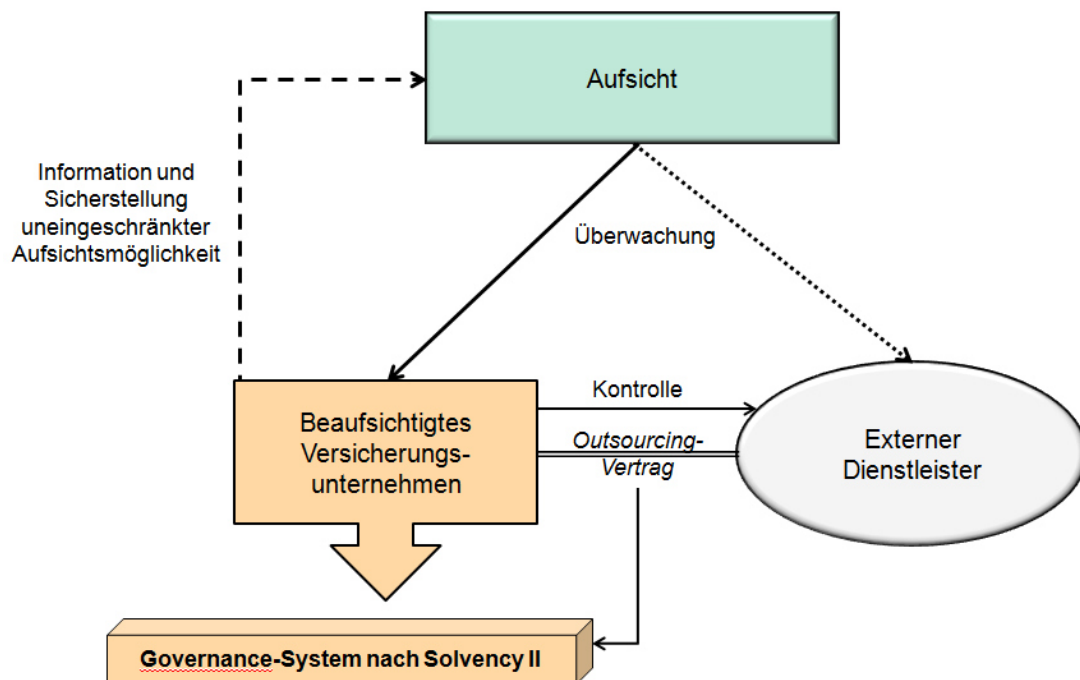 Aufsicht
Information und
Sicherstellung
uneingeschränkter
Aufsichtsmöglichkeit
Überwachung
Beaufsichtigtes
Versicherungs-
unternehmen
Kontrolle
Outsourcing-
Vertrag
Externer
Dienstleister
Governance-System nach Solvency II